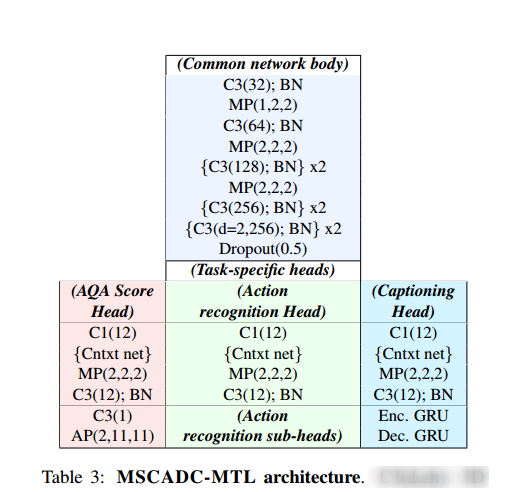 (Common network body)
C3(32); BN
MP(1,2,2)
C3(64); BN
MP(2,2,2)
{C3(128); BN} x2
MP(2,2,2)
{C3(256); BN} x2
{C3(d=2,256); BN} x2
Dropout(0.5)
(Task-specific heads)
(AQA Score Head)
C1(12)
{Cntxt net}
MP(2,2,2)
C3(12); BN
C3(1)
AP(2,11,11)
(Action
recognition Head)
C1(12)
{Cntxt net}
MP(2,2,2)
C3(12); BN
(Action
recognition sub-heads)
(Captioning
Head)
C1(12)
{Cntxt net}
MP(2,2,2)
C3(12); BN
Enc. GRU
Dec. GRU
Table 3: MSCADC-MTL architecture.